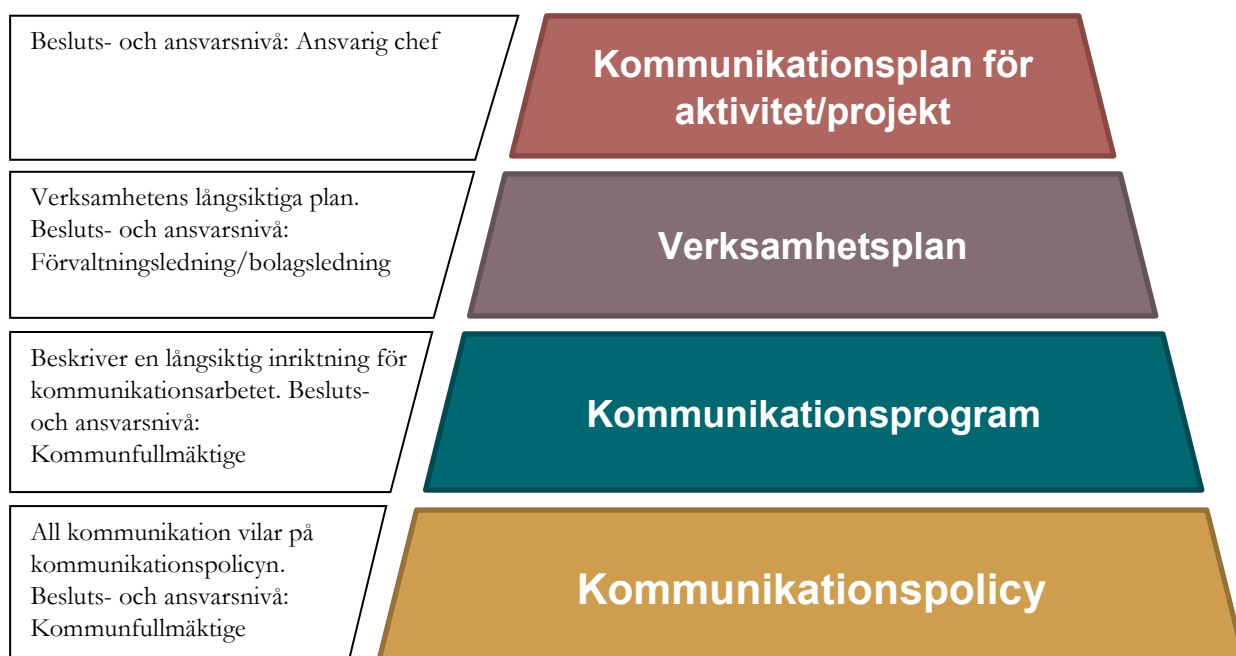 Besluts- och ansvarsnivå: Ansvarig chef
Kommunikationsplan för
aktivitet/projekt
Verksamhetens långsiktiga plan.
Besluts- och ansvarsnivå:
Förvaltningsledning/bolagsledning
Verksamhetsplan
Beskriver en långsiktig inriktning för
kommunikationsarbetet. Besluts-
och ansvarsnivå:
Kommunfullmäktige
Kommunikationsprogram
All kommunikation vilar på
kommunikationspolicyn.
Besluts- och ansvarsnivå:
Kommunfullmäktige
Kommunikationspolicy